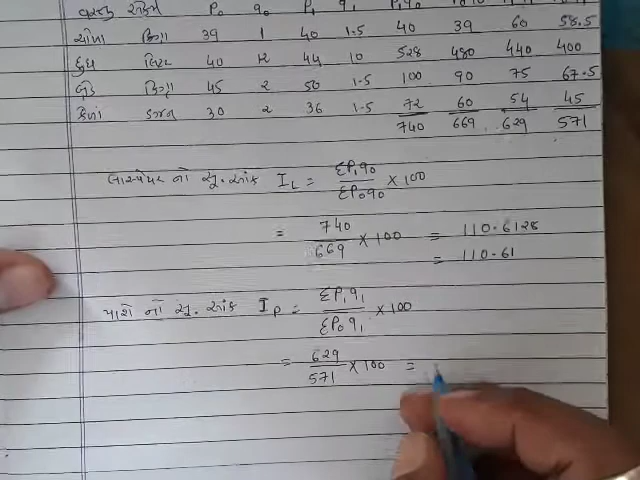 વસ્તુ એકમ P₀ q₀ P₁ q₁ P₁q₀ 60 58.5
ચોખા કિગ્રા 39 1 40 1.5 40 39 60 58.5
દુધ લિટર 40 12 44 10 528 480 440 400
બુંદે કિગ્રા 45 2 50 1.5 100 90 75 67.5
કેળાં ડઝન 30 2 36 1.5 72 60 54 45
740 669 629 571
લાસ્પેયર નો સૂ. આંક I_L = ΣP₁q₀ / ΣP₀q₀ × 100
= 740 / 669 × 100 = 110.6128
= 110.61
પાશે નો સૂ. આંક I_P = ΣP₁q₁ / ΣP₀q₁ × 100
= 629 / 571 × 100 =